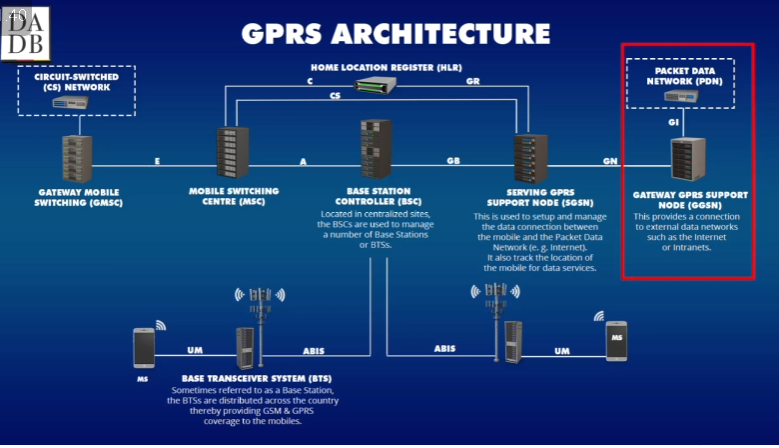 1.40
DA
DB
GPRS ARCHITECTURE
HOME LOCATION REGISTER (HLR)
CIRCUIT-SWITCHED
(CS) NETWORK
PACKET DATA
NETWORK (PDN)
C
GR
CS
GI
E
A
GB
GN
GATEWAY MOBILE
SWITCHING (GMSC)
MOBILE SWITCHING
CENTRE (MSC)
BASE STATION
CONTROLLER (BSC)
Located in centralized sites,
the BSCs are used to manage
a number of Base Stations
or BTSs.
SERVING GPRS
SUPPORT NODE (SGSN)
This is used to setup and manage
the data connection between
the mobile and the Packet Data
Network (e. g. Internet).
It also track the location of
the mobile for data services.
GATEWAY GPRS SUPPORT
NODE (GGSN)
This provides a connection
to external data networks
such as the Internet
or Intranets.
UM
ABIS
ABIS
UM
MS
MS
BASE TRANSCEIVER SYSTEM (BTS)
Sometimes referred to as a Base Station,
the BTSs are distributed across the country
thereby providing GSM & GPRS
coverage to the mobiles.